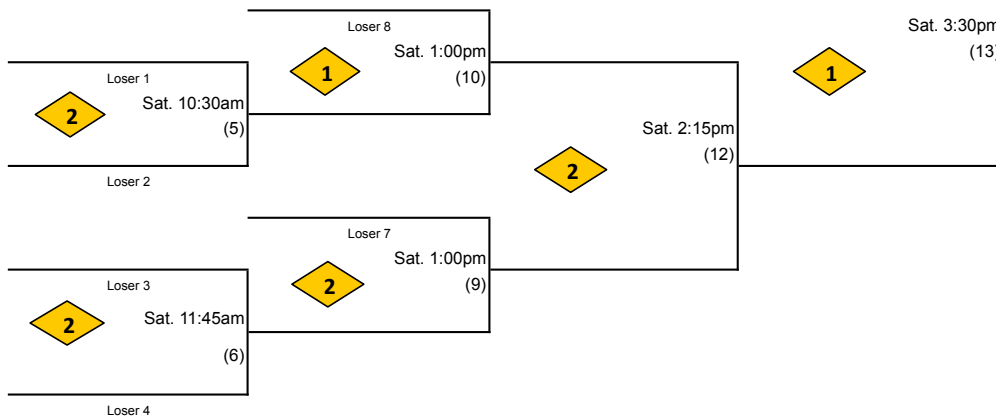 Loser 8
Sat. 1:00pm
(10)
1
Sat. 3:30pm
(13)
1
Loser 1
Sat. 10:30am
(5)
2
Loser 2
Sat. 2:15pm
(12)
2
Loser 7
Sat. 1:00pm
(9)
2
Loser 3
Sat. 11:45am
(6)
2
Loser 4